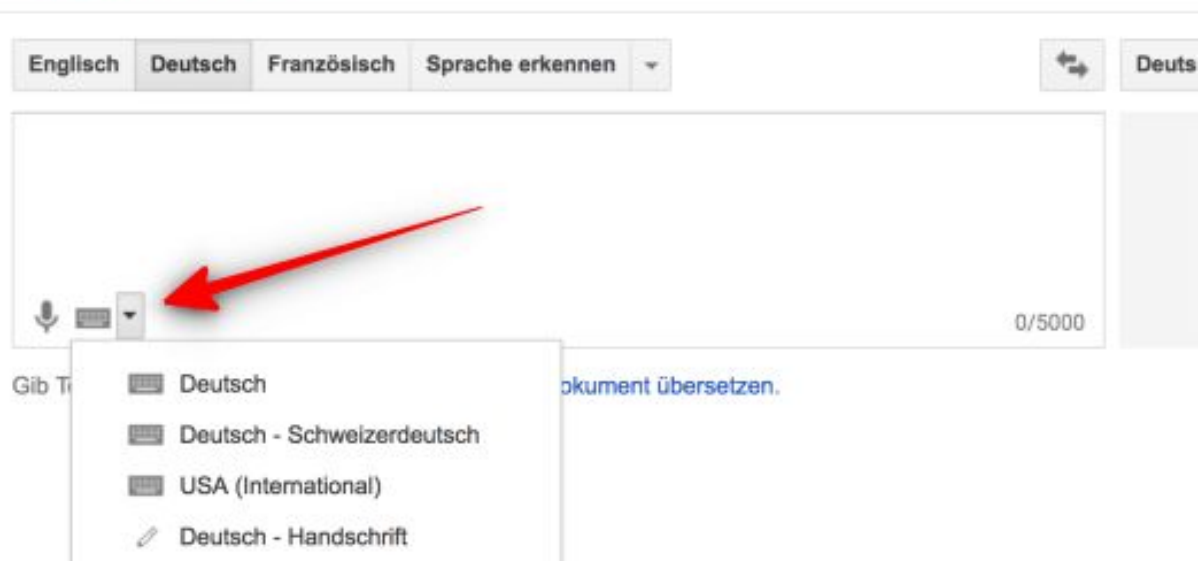 Englisch Deutsch Französisch Sprache erkennen Deuts
0/5000
Gib okument übersetzen.
Deutsch
Deutsch - Schweizerdeutsch
USA (International)
Deutsch - Handschrift